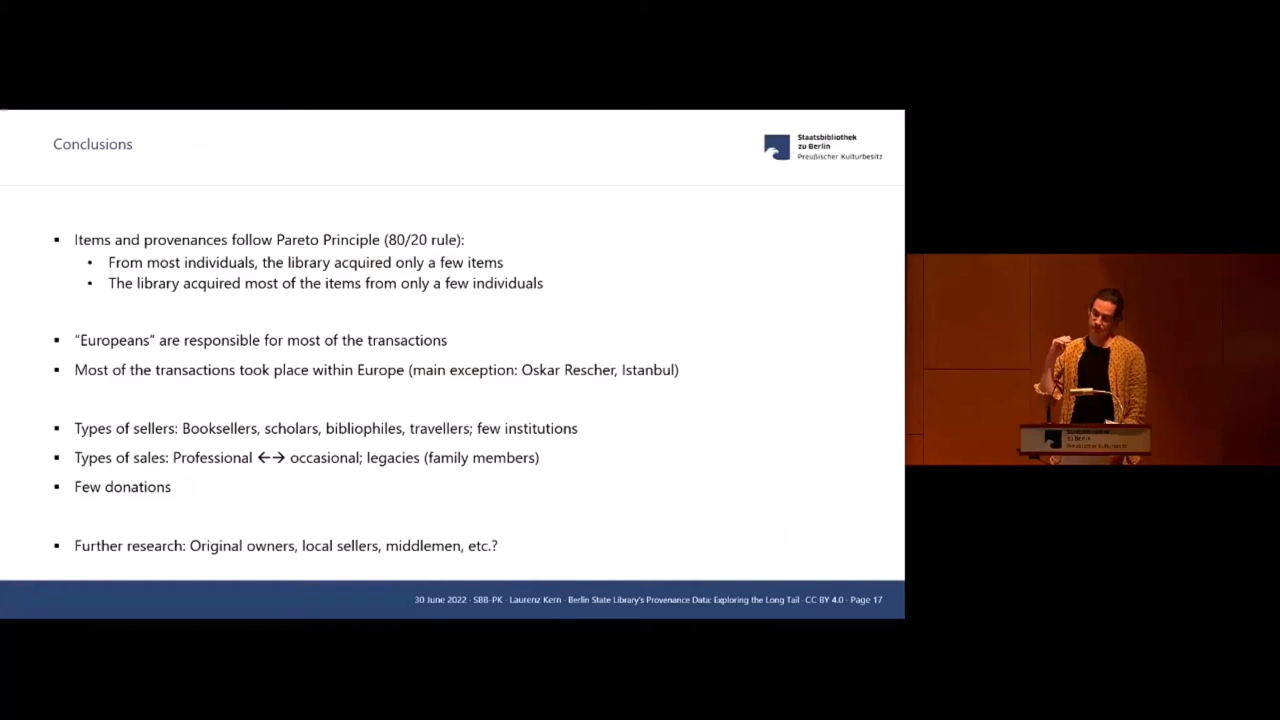 Conclusions
Staatsbibliothek
zu Berlin
Preußischer Kulturbesitz
▪ Items and provenances follow Pareto Principle (80/20 rule):
• From most individuals, the library acquired only a few items
• The library acquired most of the items from only a few individuals
▪ “Europeans” are responsible for most of the transactions
▪ Most of the transactions took place within Europe (main exception: Oskar Rescher, Istanbul)
▪ Types of sellers: Booksellers, scholars, bibliophiles, travellers; few institutions
▪ Types of sales: Professional ←→ occasional; legacies (family members)
▪ Few donations
▪ Further research: Original owners, local sellers, middlemen, etc.?
30 June 2022 · SBB-PK · Laurenz Kern · Berlin State Library's Provenance Data: Exploring the Long Tail · CC BY 4.0 · Page 17
Staatsbibliothek
zu Berlin
Preußischer Kulturbesitz